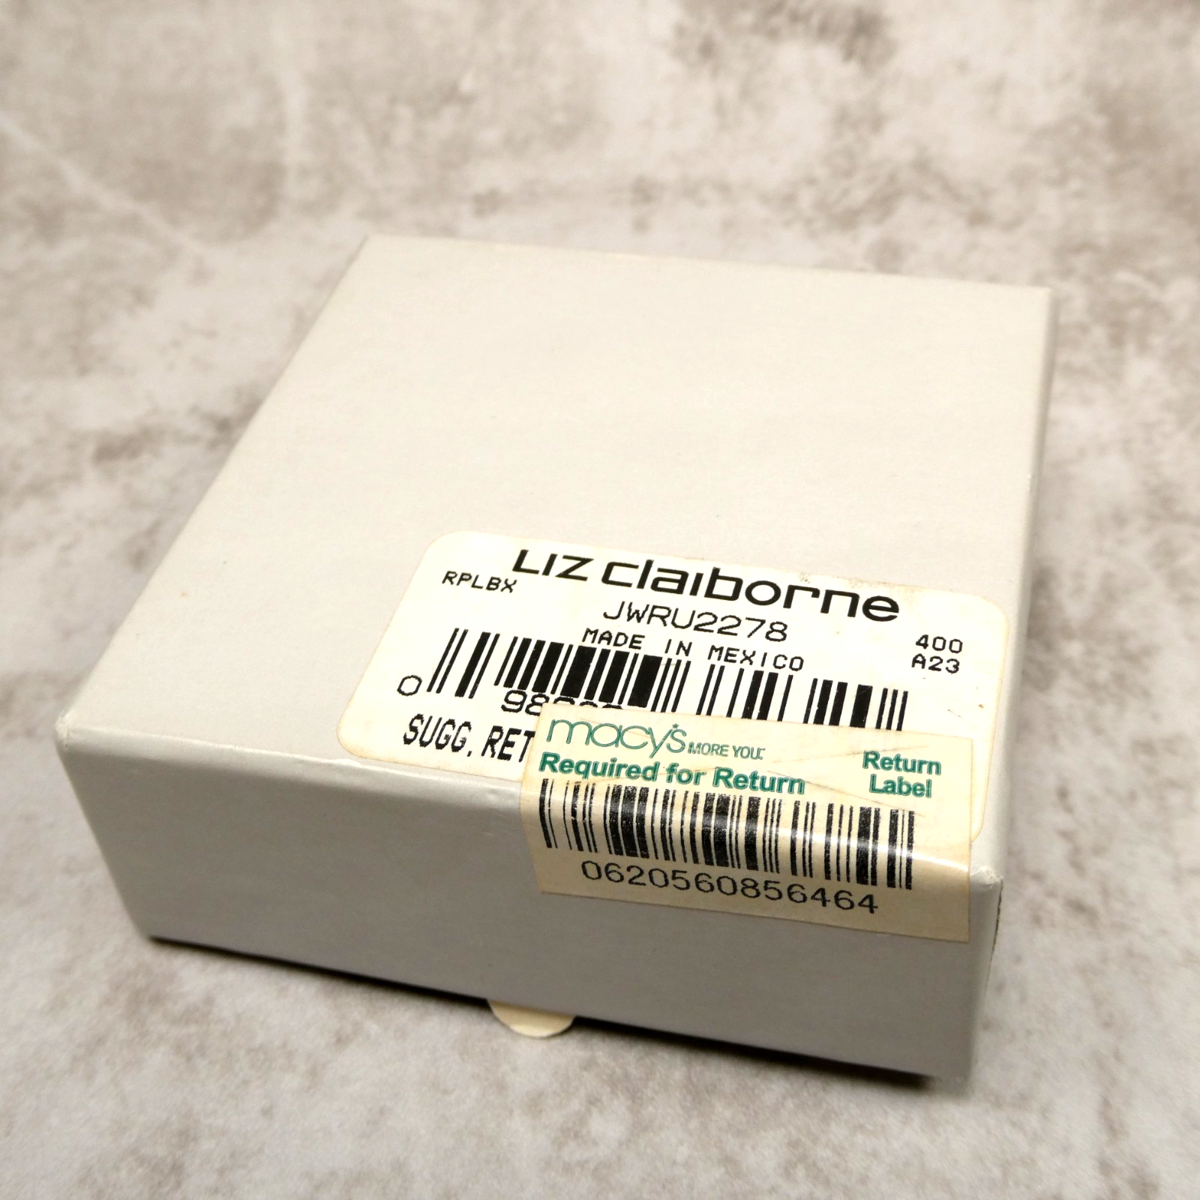 Liz claiborne
RPLBX
JWRU2278
400
MADE IN MEXICO
A23
0
SUGG. RET
macy's MORE YOU.
Required for Return
Return
Label
0620560856464